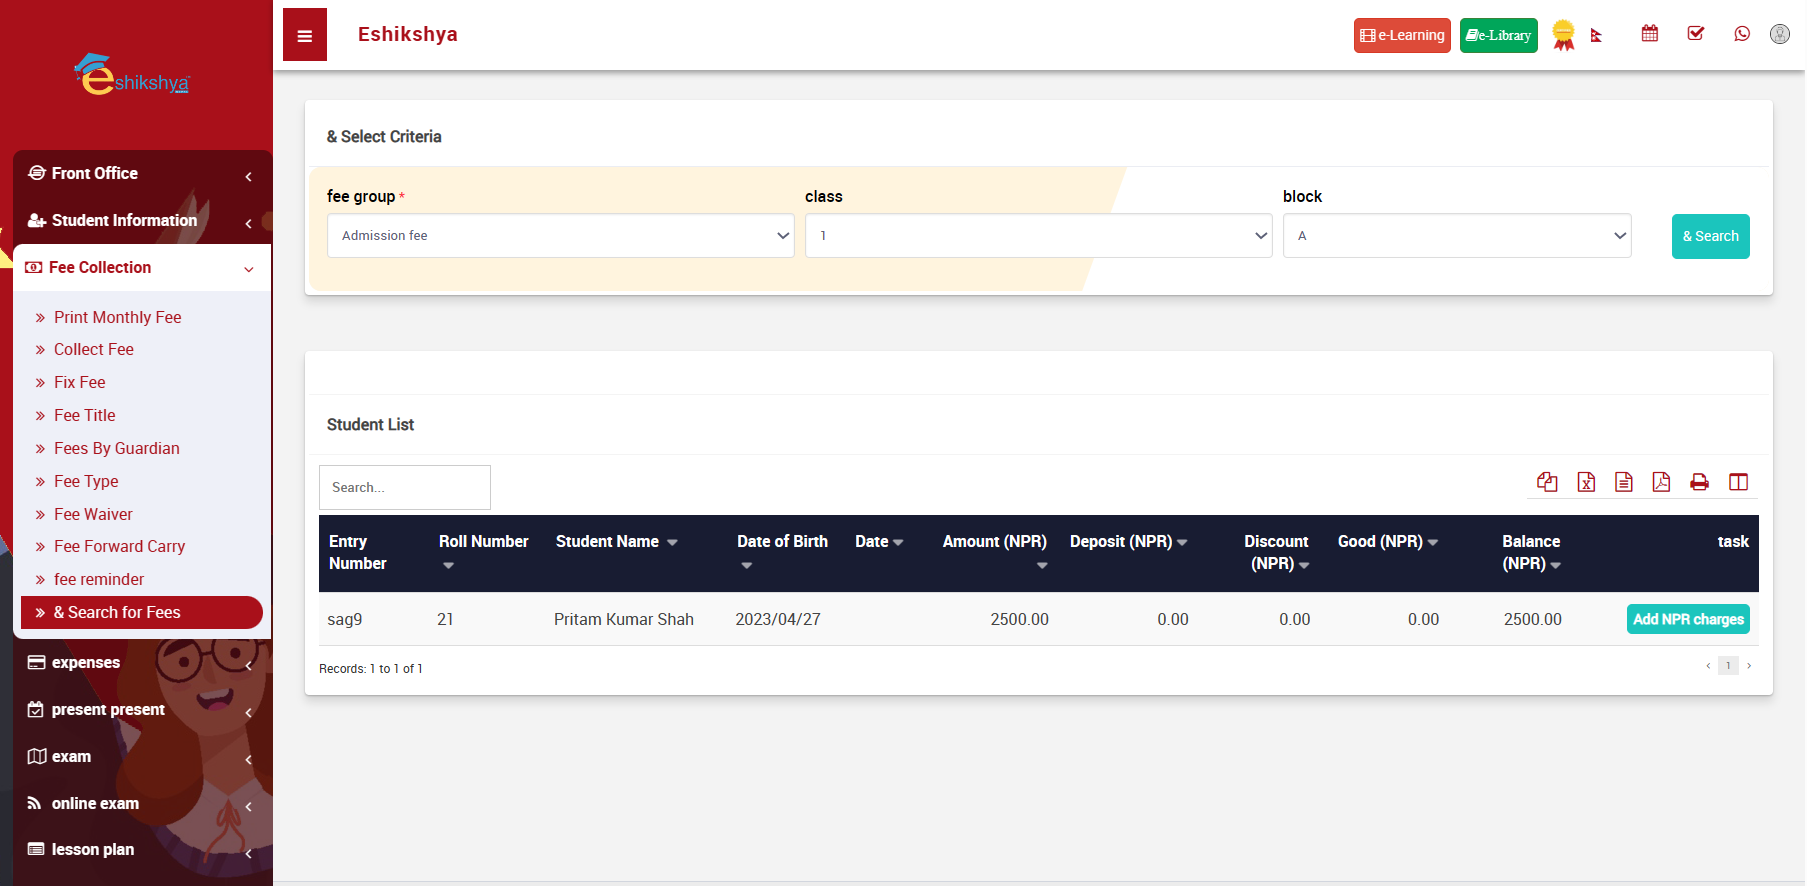 eshikshya
Front Office
Student Information
Fee Collection
Print Monthly Fee
Collect Fee
Fix Fee
Fee Title
Fees By Guardian
Fee Type
Fee Waiver
Fee Forward Carry
fee reminder
& Search for Fees
expenses
present present
exam
online exam
lesson plan
Eshikshya
e-Learning
e-Library
& Select Criteria
fee group * class block
Admission fee 1 A & Search
Student List
Search...
Entry Number Roll Number Student Name Date of Birth Date Amount (NPR) Deposit (NPR) Discount (NPR) Good (NPR) Balance (NPR) task
sag9 21 Pritam Kumar Shah 2023/04/27 2500.00 0.00 0.00 0.00 2500.00 Add NPR charges
Records: 1 to 1 of 1
‹ 1 ›